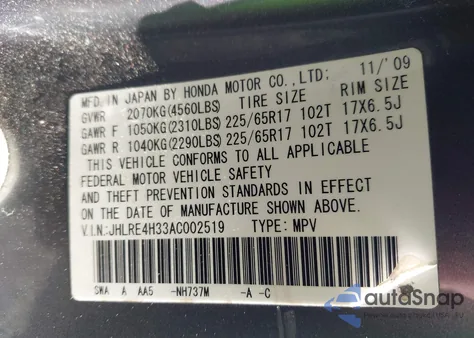 MFD. IN JAPAN BY HONDA MOTOR CO., LTD: 11/'09
GVWR 2070KG(4560LBS) TIRE SIZE RIM SIZE
GAWR F 1050KG(2310LBS) 225/65R17 102T 17X6.5J
GAWR R 1040KG(2290LBS) 225/65R17 102T 17X6.5J
THIS VEHICLE CONFORMS TO ALL APPLICABLE
FEDERAL MOTOR VEHICLE SAFETY
AND THEFT PREVENTION STANDARDS IN EFFECT
ON THE DATE OF MANUFACTURE SHOWN ABOVE.
V.I.N.:JHLRE4H33AC002519 TYPE: MPV
SWA A AA5 -NH737M -A -C
autoSnap